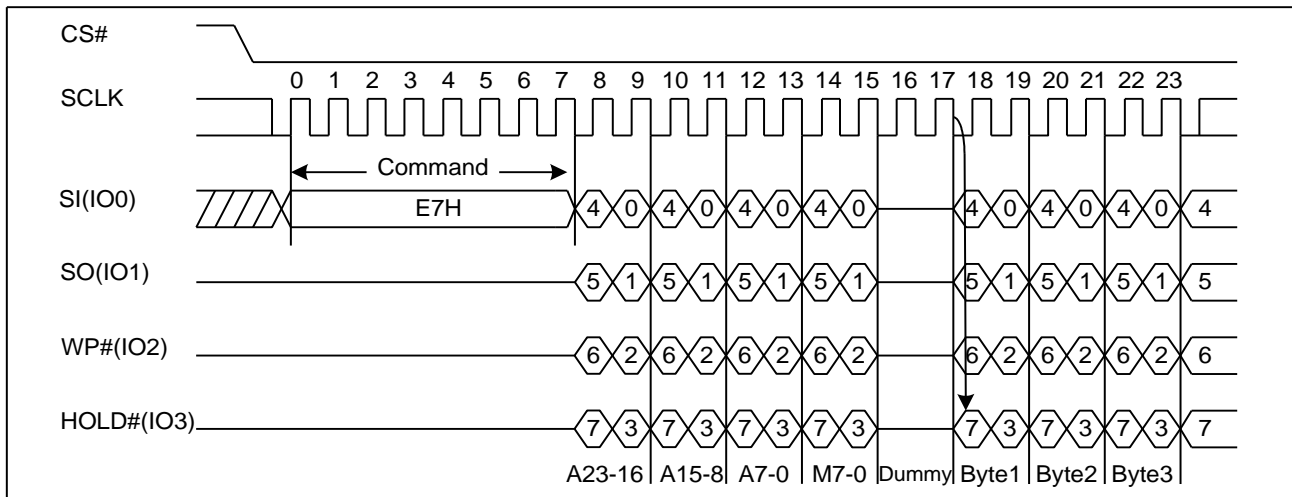 CS#
0 1 2 3 4 5 6 7 8 9 10 11 12 13 14 15 16 17 18 19 20 21 22 23
SCLK
Command
SI(IO0) E7H 4 0 4 0 4 0 4 0 4 0 4 0 4 0 4
SO(IO1) 5 1 5 1 5 1 5 1 5 1 5 1 5 1 5
WP#(IO2) 6 2 6 2 6 2 6 2 6 2 6 2 6 2 6
HOLD#(IO3) 7 3 7 3 7 3 7 3 7 3 7 3 7 3 7
A23-16 A15-8 A7-0 M7-0 Dummy Byte1 Byte2 Byte3